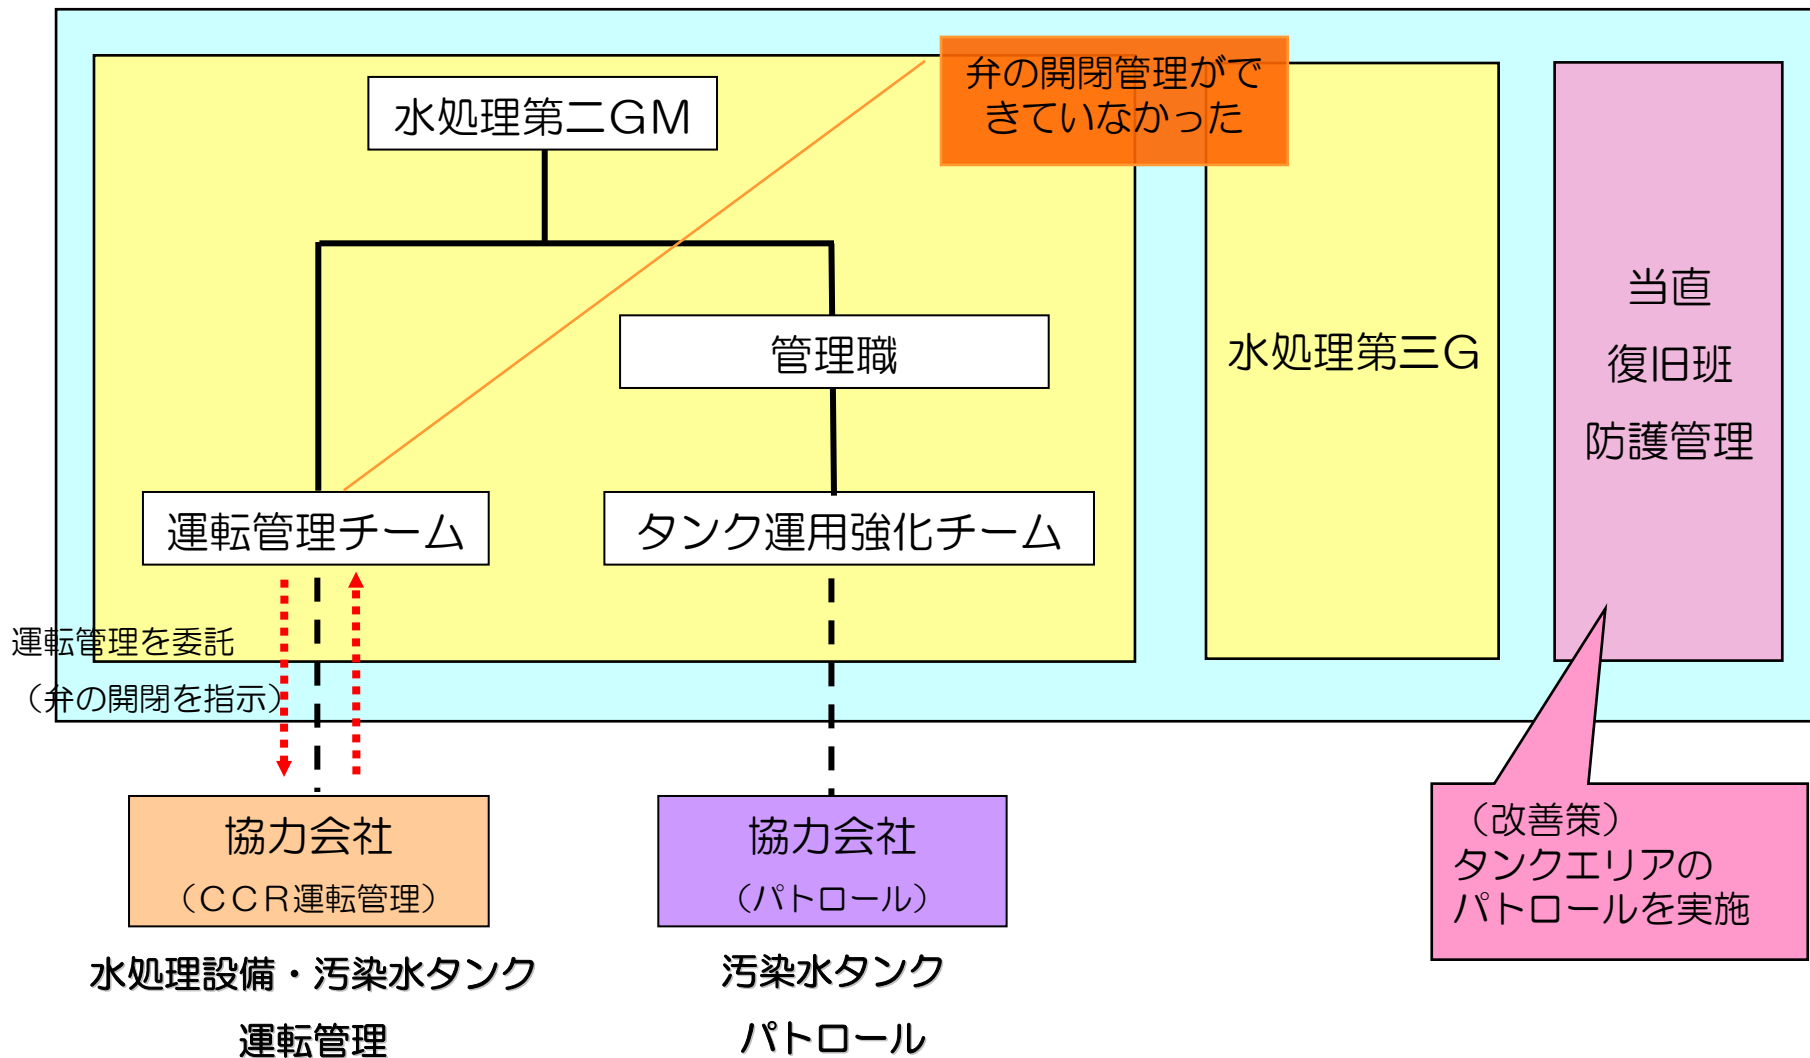 弁の開閉管理がで
きていなかった
水処理第二ＧＭ
管理職
水処理第三Ｇ
当直
復旧班
防護管理
運転管理チーム
タンク運用強化チーム
運転管理を委託
（弁の開閉を指示）
協力会社
（ＣＣＲ運転管理）
協力会社
（パトロール）
（改善策）
タンクエリアの
パトロールを実施
水処理設備・汚染水タンク
運転管理
汚染水タンク
パトロール